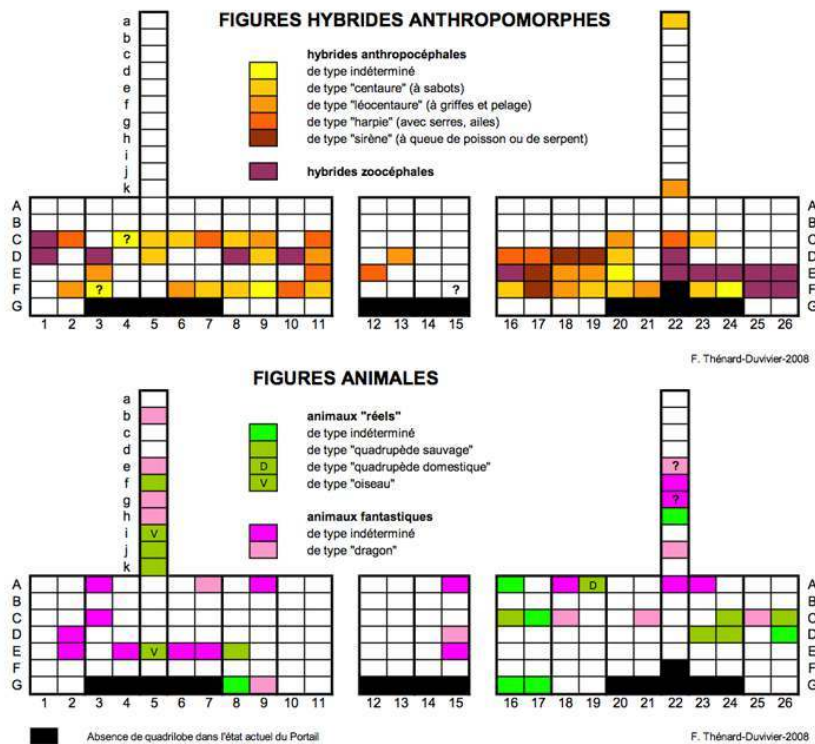 FIGURES HYBRIDES ANTHROPOMORPHES
a
b
c
d
e
f
g
h
i
j
k
hybrides anthropocéphales
de type indéterminé
de type "centaure" (à sabots)
de type "léocentaure" (à griffes et pelage)
de type "harpie" (avec serres, ailes)
de type "sirène" (à queue de poisson ou de serpent)
hybrides zoocéphales
a
b
c
d
e
f
g
h
i
j
k
A A
B B
C ? C
D D
E E
F ? ? F
G G
1 2 3 4 5 6 7 8 9 10 11 12 13 14 15 16 17 18 19 20 21 22 23 24 25 26
F. Thénard-Duvivier-2008
FIGURES ANIMALES
a
b
c
d
e
f
g
h
i V
j
k
animaux "réels"
de type indéterminé
de type "quadrupède sauvage"
D de type "quadrupède domestique"
V de type "oiseau"
animaux fantastiques
de type indéterminé
de type "dragon"
a
b
c
d
? e
f
? g
h
i
j
k
A D A
B B
C C
D D
E V E
F F
G G
1 2 3 4 5 6 7 8 9 10 11 12 13 14 15 16 17 18 19 20 21 22 23 24 25 26
Absence de quadrilobe dans l'état actuel du Portail
F. Thénard-Duvivier-2008